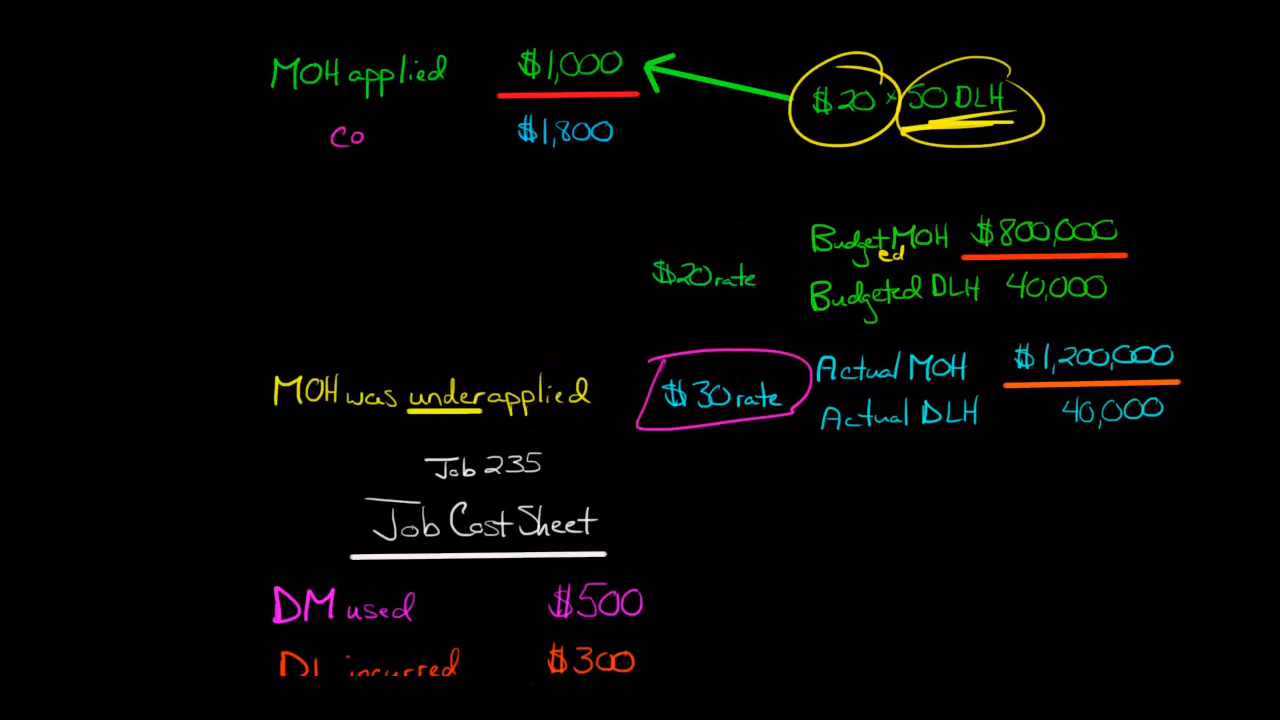 MOH applied $1,000 $20 × 50 DLH
CO $1,800
Budgeted MOH $800,000
$20 rate
Budgeted DLH 40,000
Actual MOH $1,200,000
MOH was underapplied $30 rate
Actual DLH 40,000
Job 235
Job Cost Sheet
DM used $500
DL incurred $300